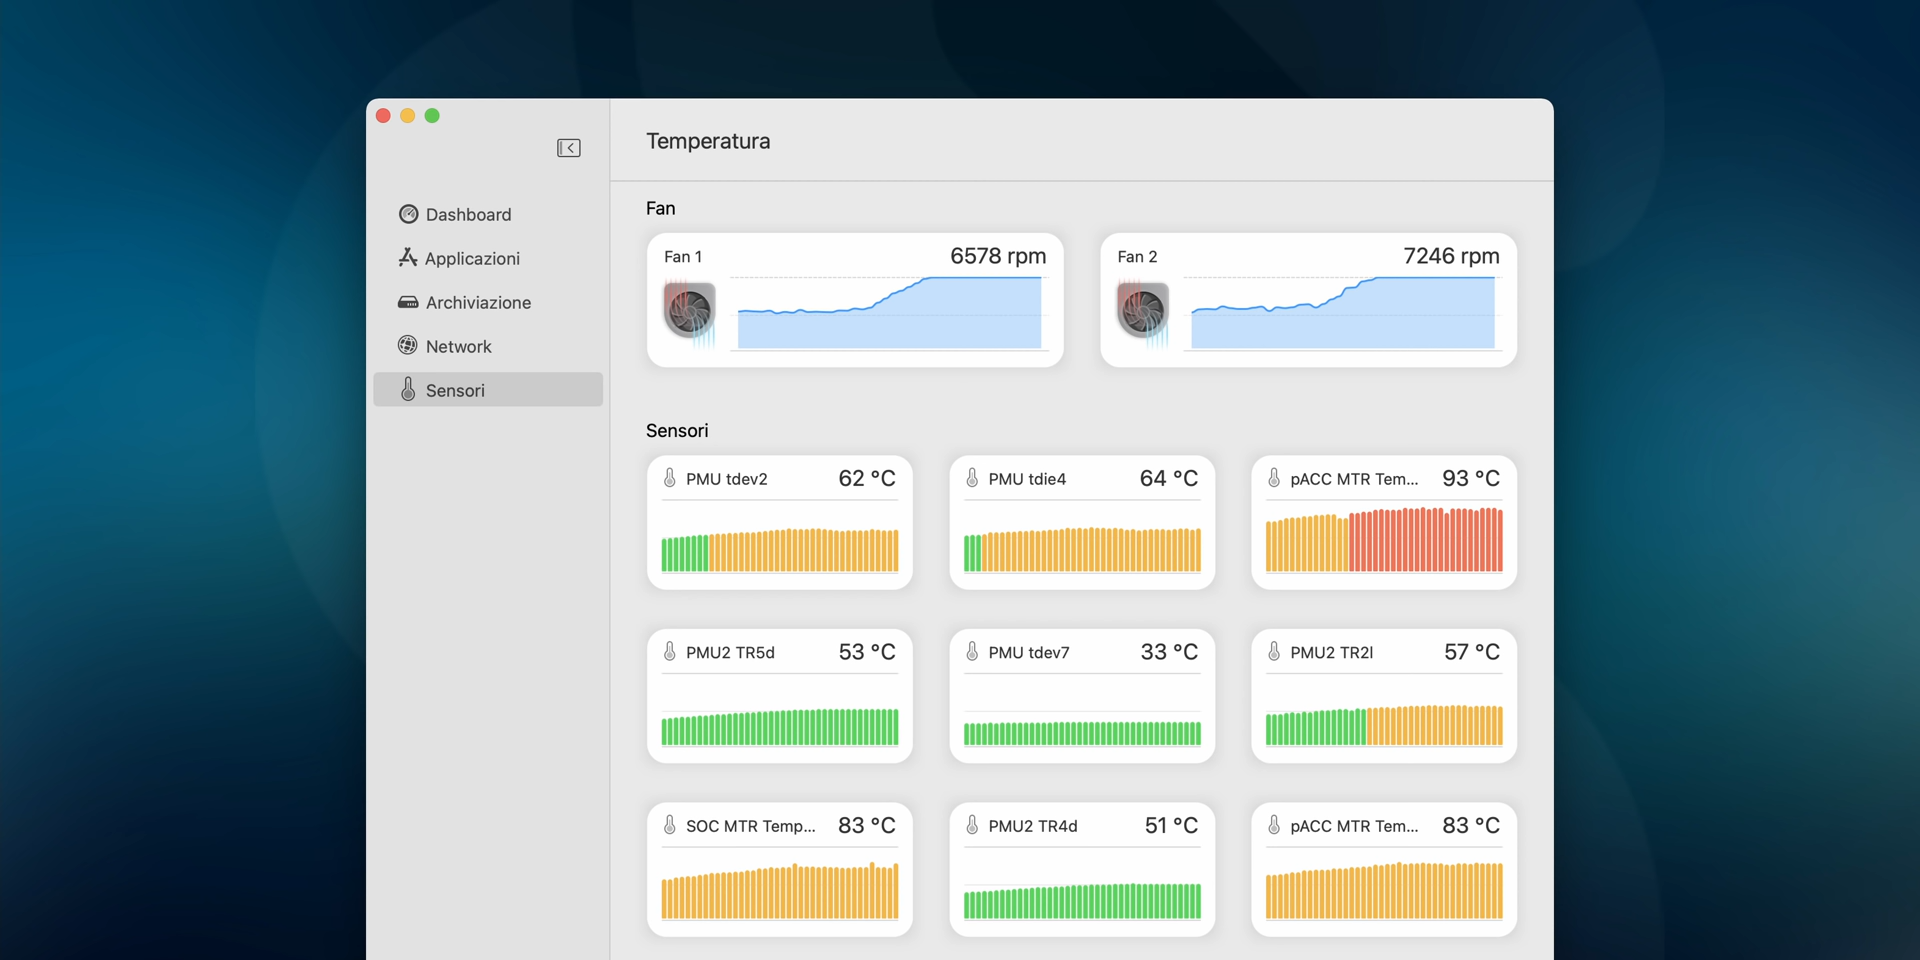 Temperatura
Dashboard
Applicazioni
Archiviazione
Network
Sensori
Fan
Fan 1 6578 rpm
Fan 2 7246 rpm
Sensori
PMU tdev2 62 °C
PMU tdie4 64 °C
pACC MTR Tem... 93 °C
PMU2 TR5d 53 °C
PMU tdev7 33 °C
PMU2 TR2l 57 °C
SOC MTR Temp... 83 °C
PMU2 TR4d 51 °C
pACC MTR Tem... 83 °C